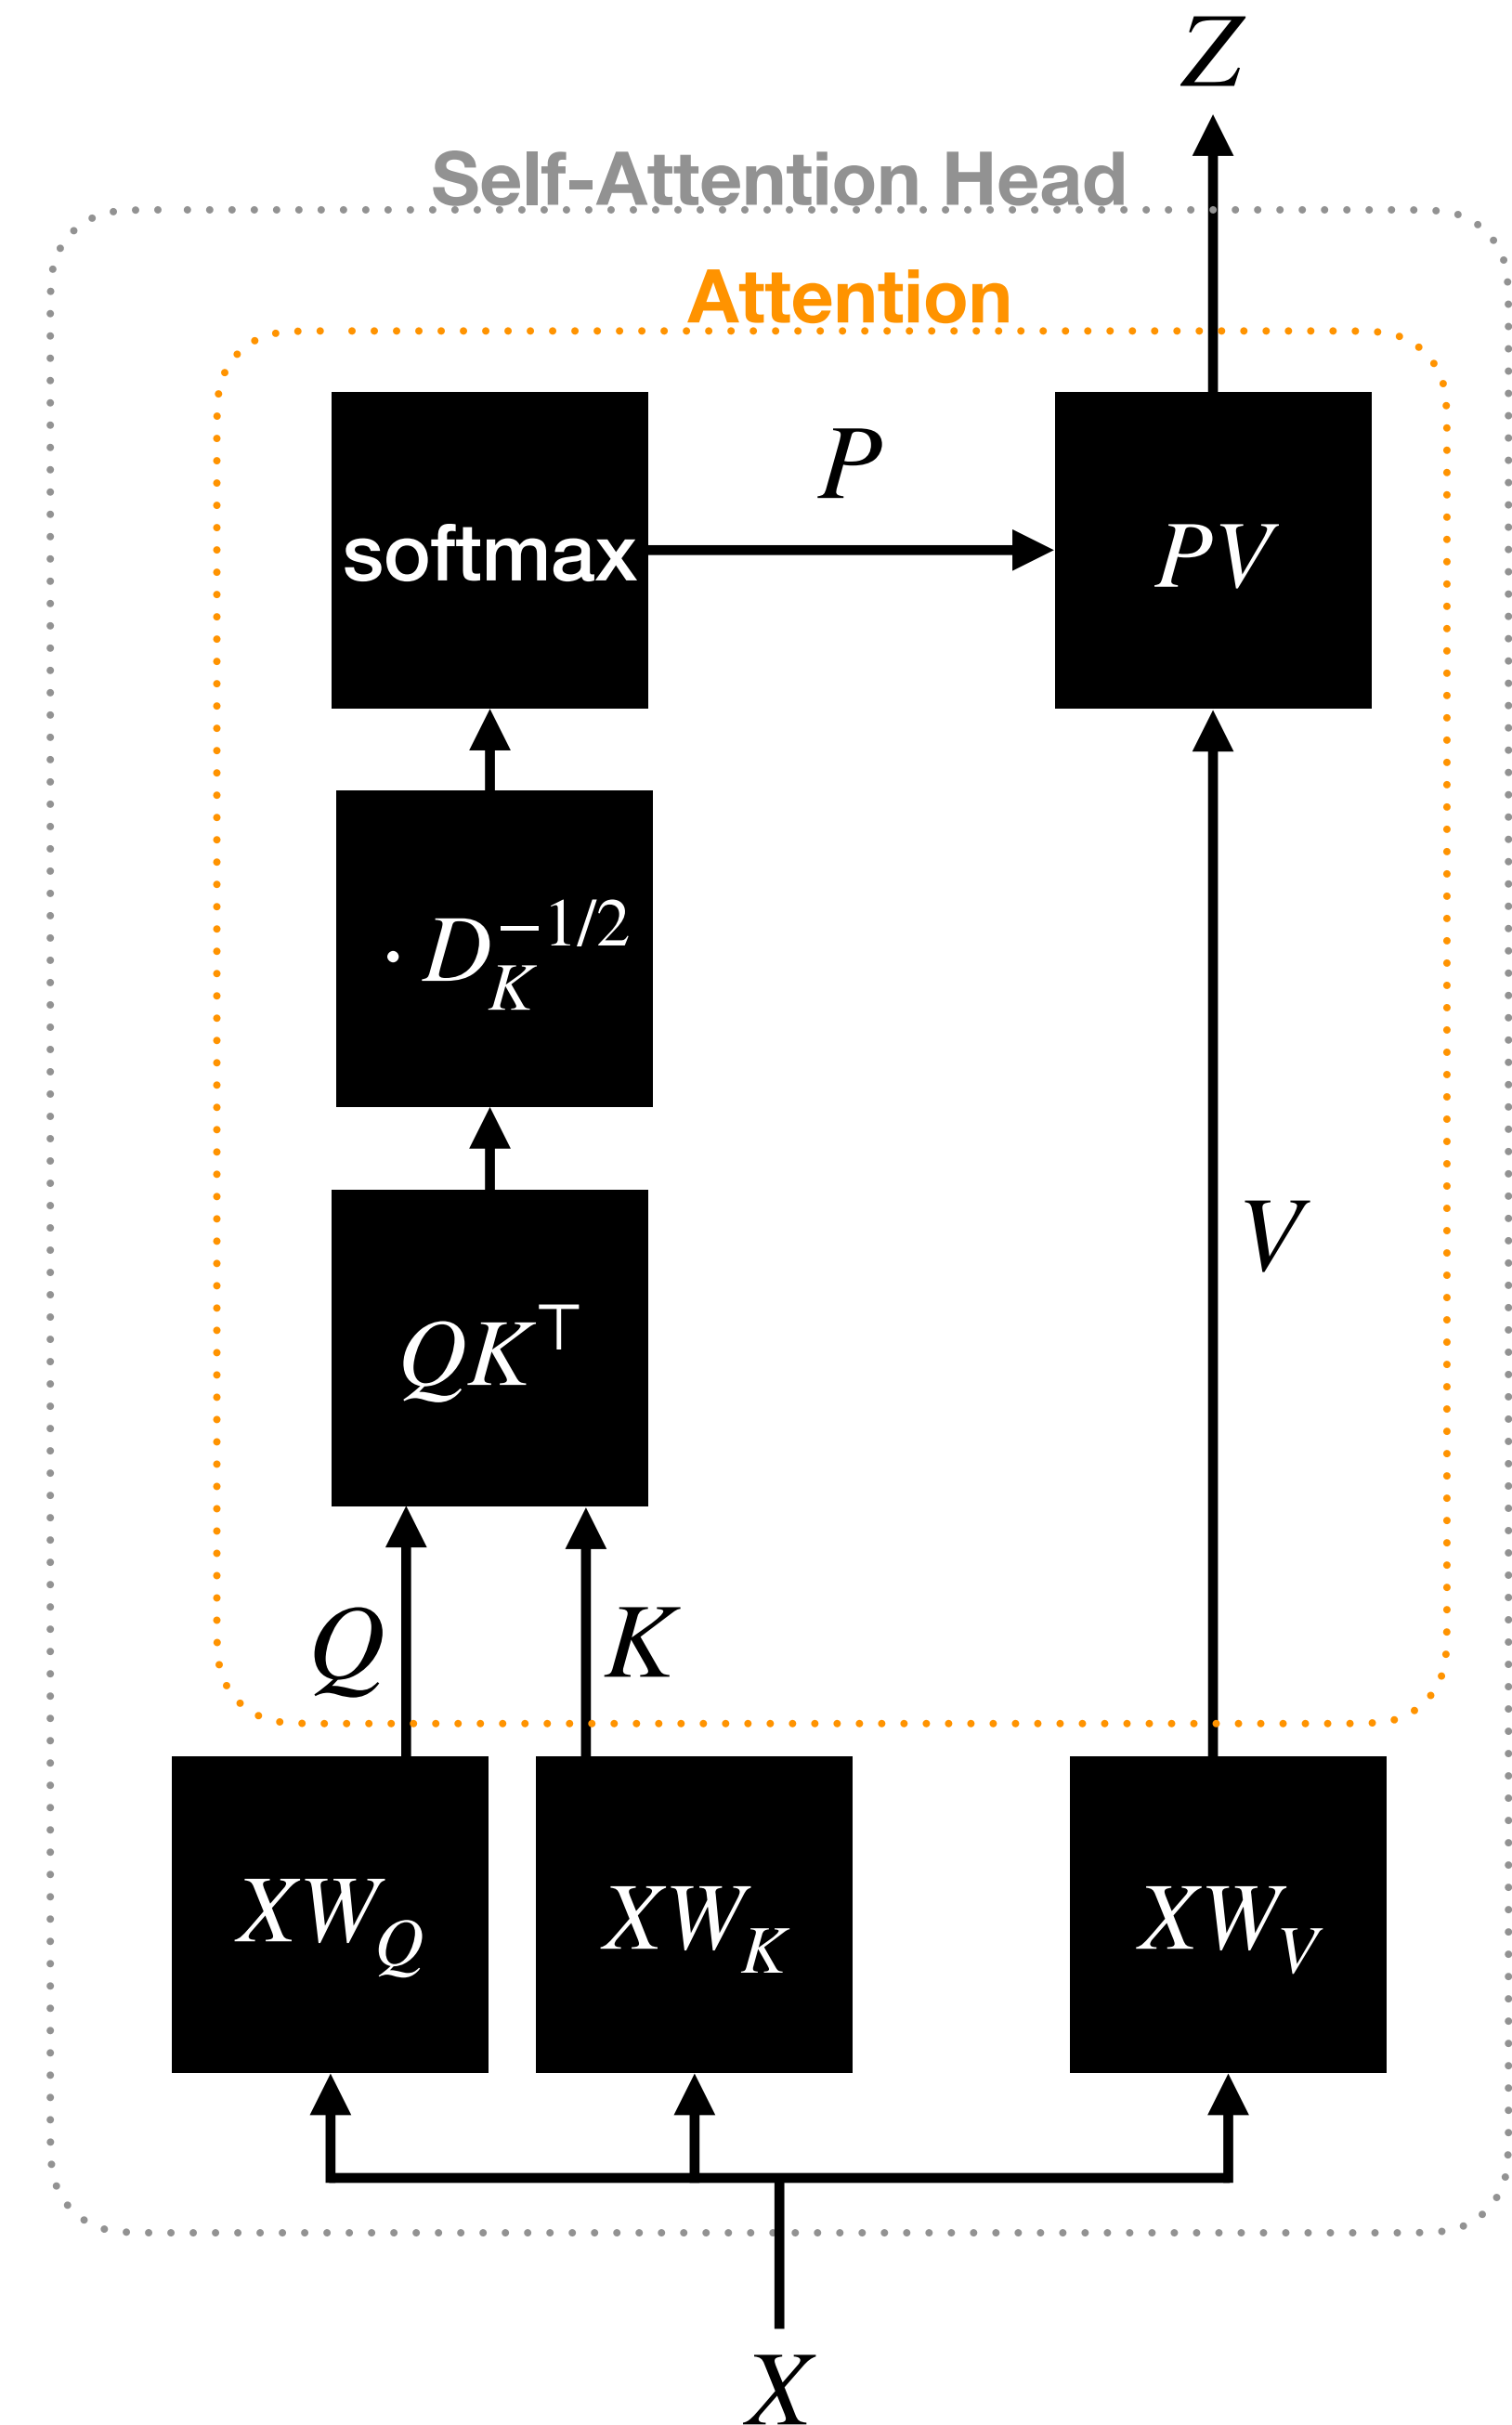 Z
Self-Attention Head
Attention
softmax
P
PV
· D_K^{−1/2}
QK^⊤
V
Q
K
XW_Q
XW_K
XW_V
X